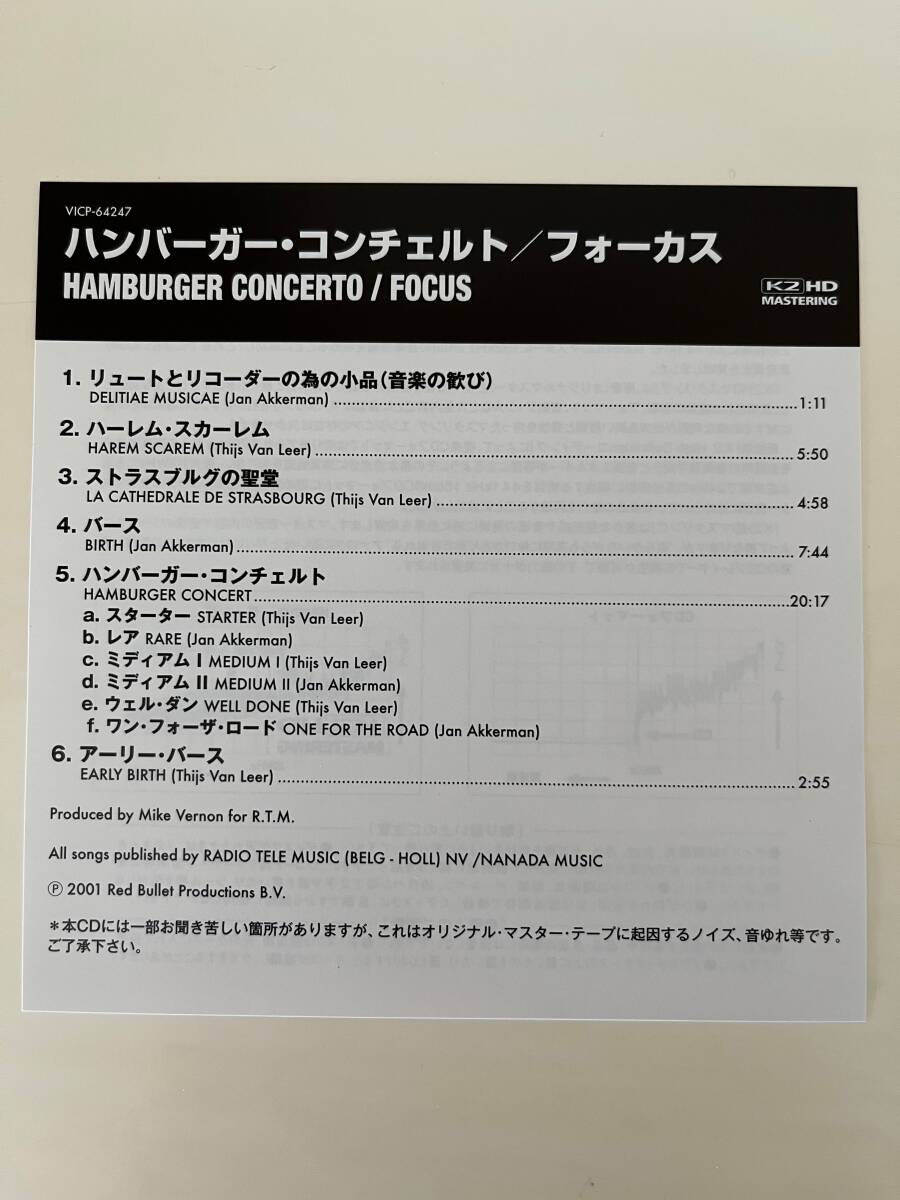 VICP-64247
ハンバーガー・コンチェルト／フォーカス
HAMBURGER CONCERTO / FOCUS
K2 HD
MASTERING
1. リュートとリコーダーの為の小品(音楽の歓び)
DELITIAE MUSICAE (Jan Akkerman) 1:11
2. ハーレム・スカーレム
HAREM SCAREM (Thijs Van Leer) 5:50
3. ストラスブルグの聖堂
LA CATHEDRALE DE STRASBOURG (Thijs Van Leer) 4:58
4. バース
BIRTH (Jan Akkerman) 7:44
5. ハンバーガー・コンチェルト
HAMBURGER CONCERT 20:17
a. スターター STARTER (Thijs Van Leer)
b. レア RARE (Jan Akkerman)
c. ミディアム I MEDIUM I (Thijs Van Leer)
d. ミディアム II MEDIUM II (Jan Akkerman)
e. ウェル・ダン WELL DONE (Thijs Van Leer)
f. ワン・フォー・ザ・ロード ONE FOR THE ROAD (Jan Akkerman)
6. アーリー・バース
EARLY BIRTH (Thijs Van Leer) 2:55
Produced by Mike Vernon for R.T.M.
All songs published by RADIO TELE MUSIC (BELG - HOLL) NV /NANADA MUSIC
Ⓟ 2001 Red Bullet Productions B.V.
＊本CDには一部お聞き苦しい箇所がありますが、これはオリジナル・マスター・テープに起因するノイズ、音ゆれ等です。
ご了承下さい。